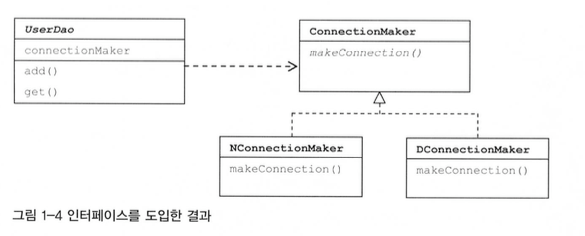 UserDao
connectionMaker
add()
get()
ConnectionMaker
makeConnection()
NConnectionMaker
makeConnection()
DConnectionMaker
makeConnection()
그림 1-4 인터페이스를 도입한 결과